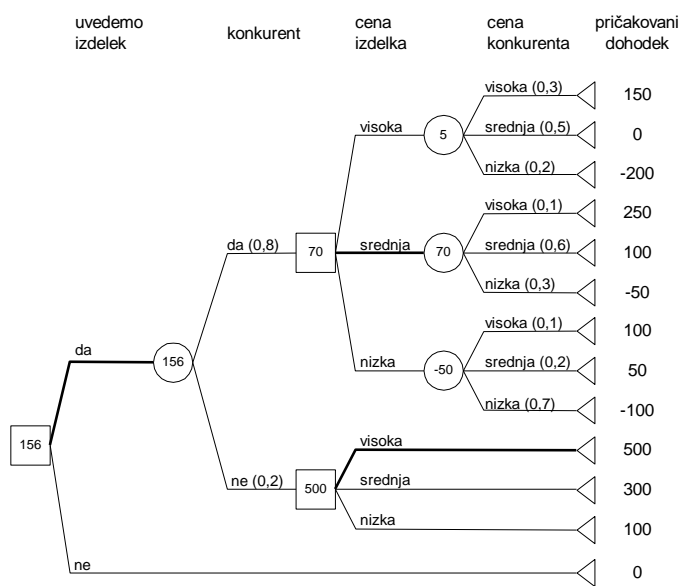 uvedemo izdelek
konkurent
cena izdelka
cena konkurenta
pričakovani dohodek
visoka (0,3)
150
visoka
5
srednja (0,5)
0
nizka (0,2)
-200
visoka (0,1)
250
da (0,8)
70
srednja
70
srednja (0,6)
100
nizka (0,3)
-50
visoka (0,1)
100
da
156
nizka
-50
srednja (0,2)
50
nizka (0,7)
-100
156
visoka
500
ne (0,2)
500
srednja
300
nizka
100
ne
0